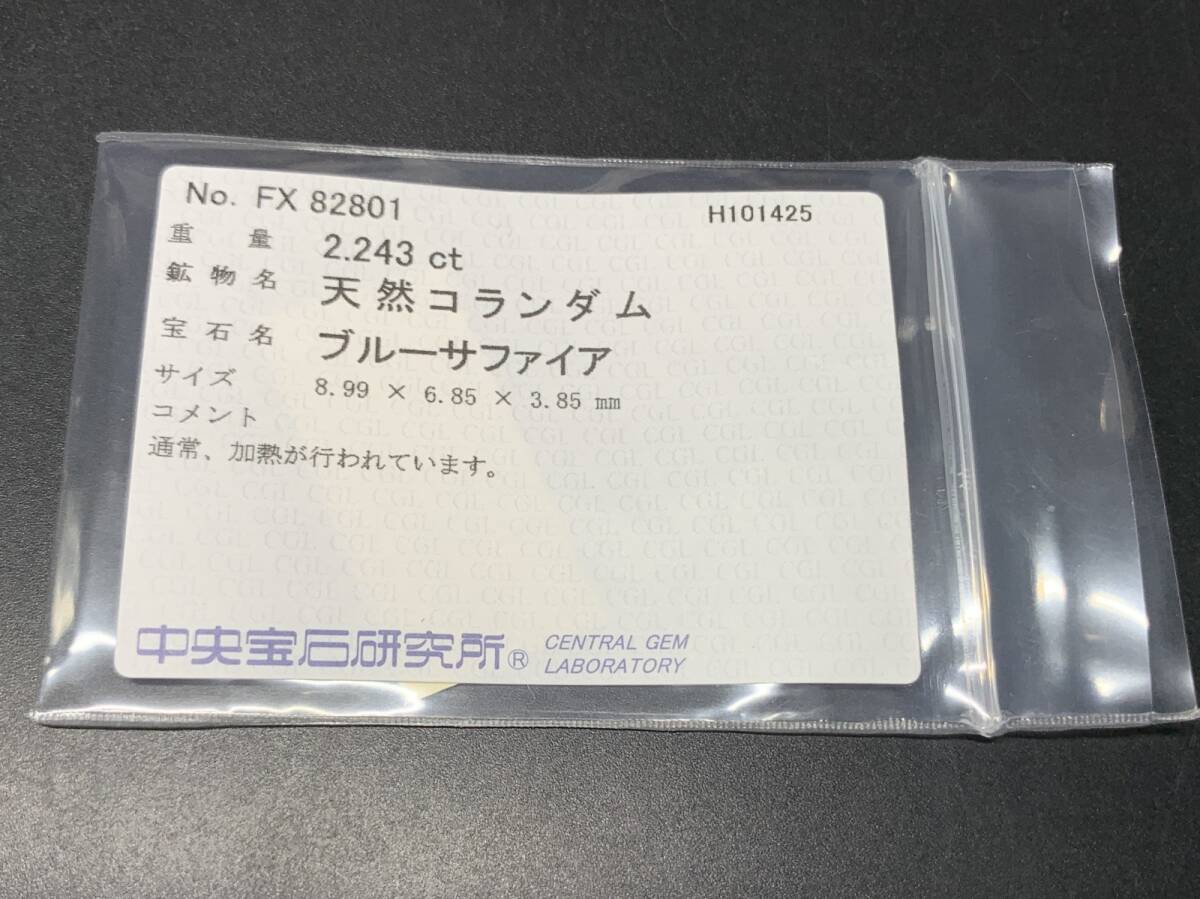 No. FX 82801 H101425
重量 2.243 ct
鉱物名 天然コランダム
宝石名 ブルーサファイア
サイズ 8.99 × 6.85 × 3.85 mm
コメント
通常、加熱が行われています。
中央宝石研究所® CENTRAL GEM LABORATORY